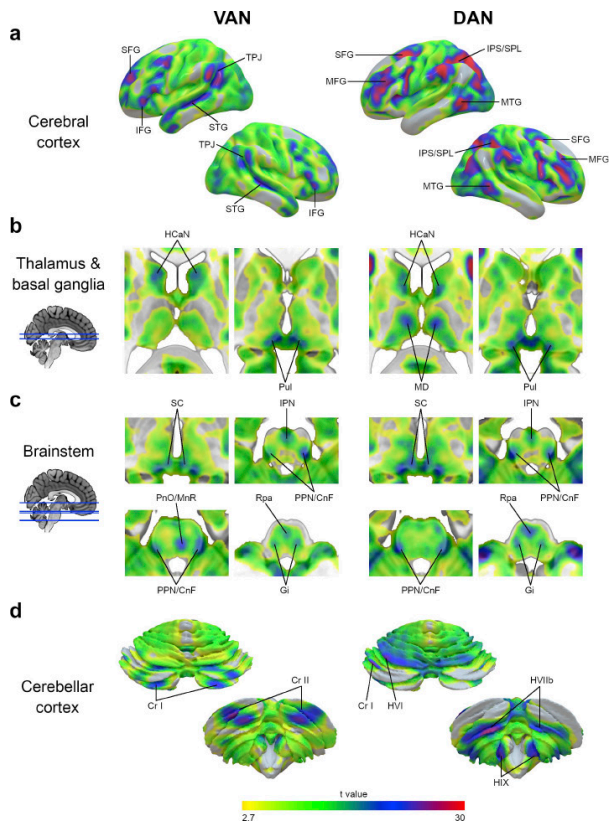 VAN
DAN
a
SFG
TPJ
IFG
STG
SFG
IPS/SPL
MFG
MTG
Cerebral
cortex
TPJ
STG
IFG
IPS/SPL
SFG
MFG
MTG
b
Thalamus &
basal ganglia
HCaN
Pul
HCaN
MD
Pul
c
Brainstem
SC
IPN
PPN/CnF
SC
IPN
PPN/CnF
PnO/MnR
PPN/CnF
Rpa
Gi
PPN/CnF
Rpa
Gi
d
Cerebellar
cortex
Cr I
Cr II
Cr I
HVI
HVIIb
HIX
t value
2.7
30